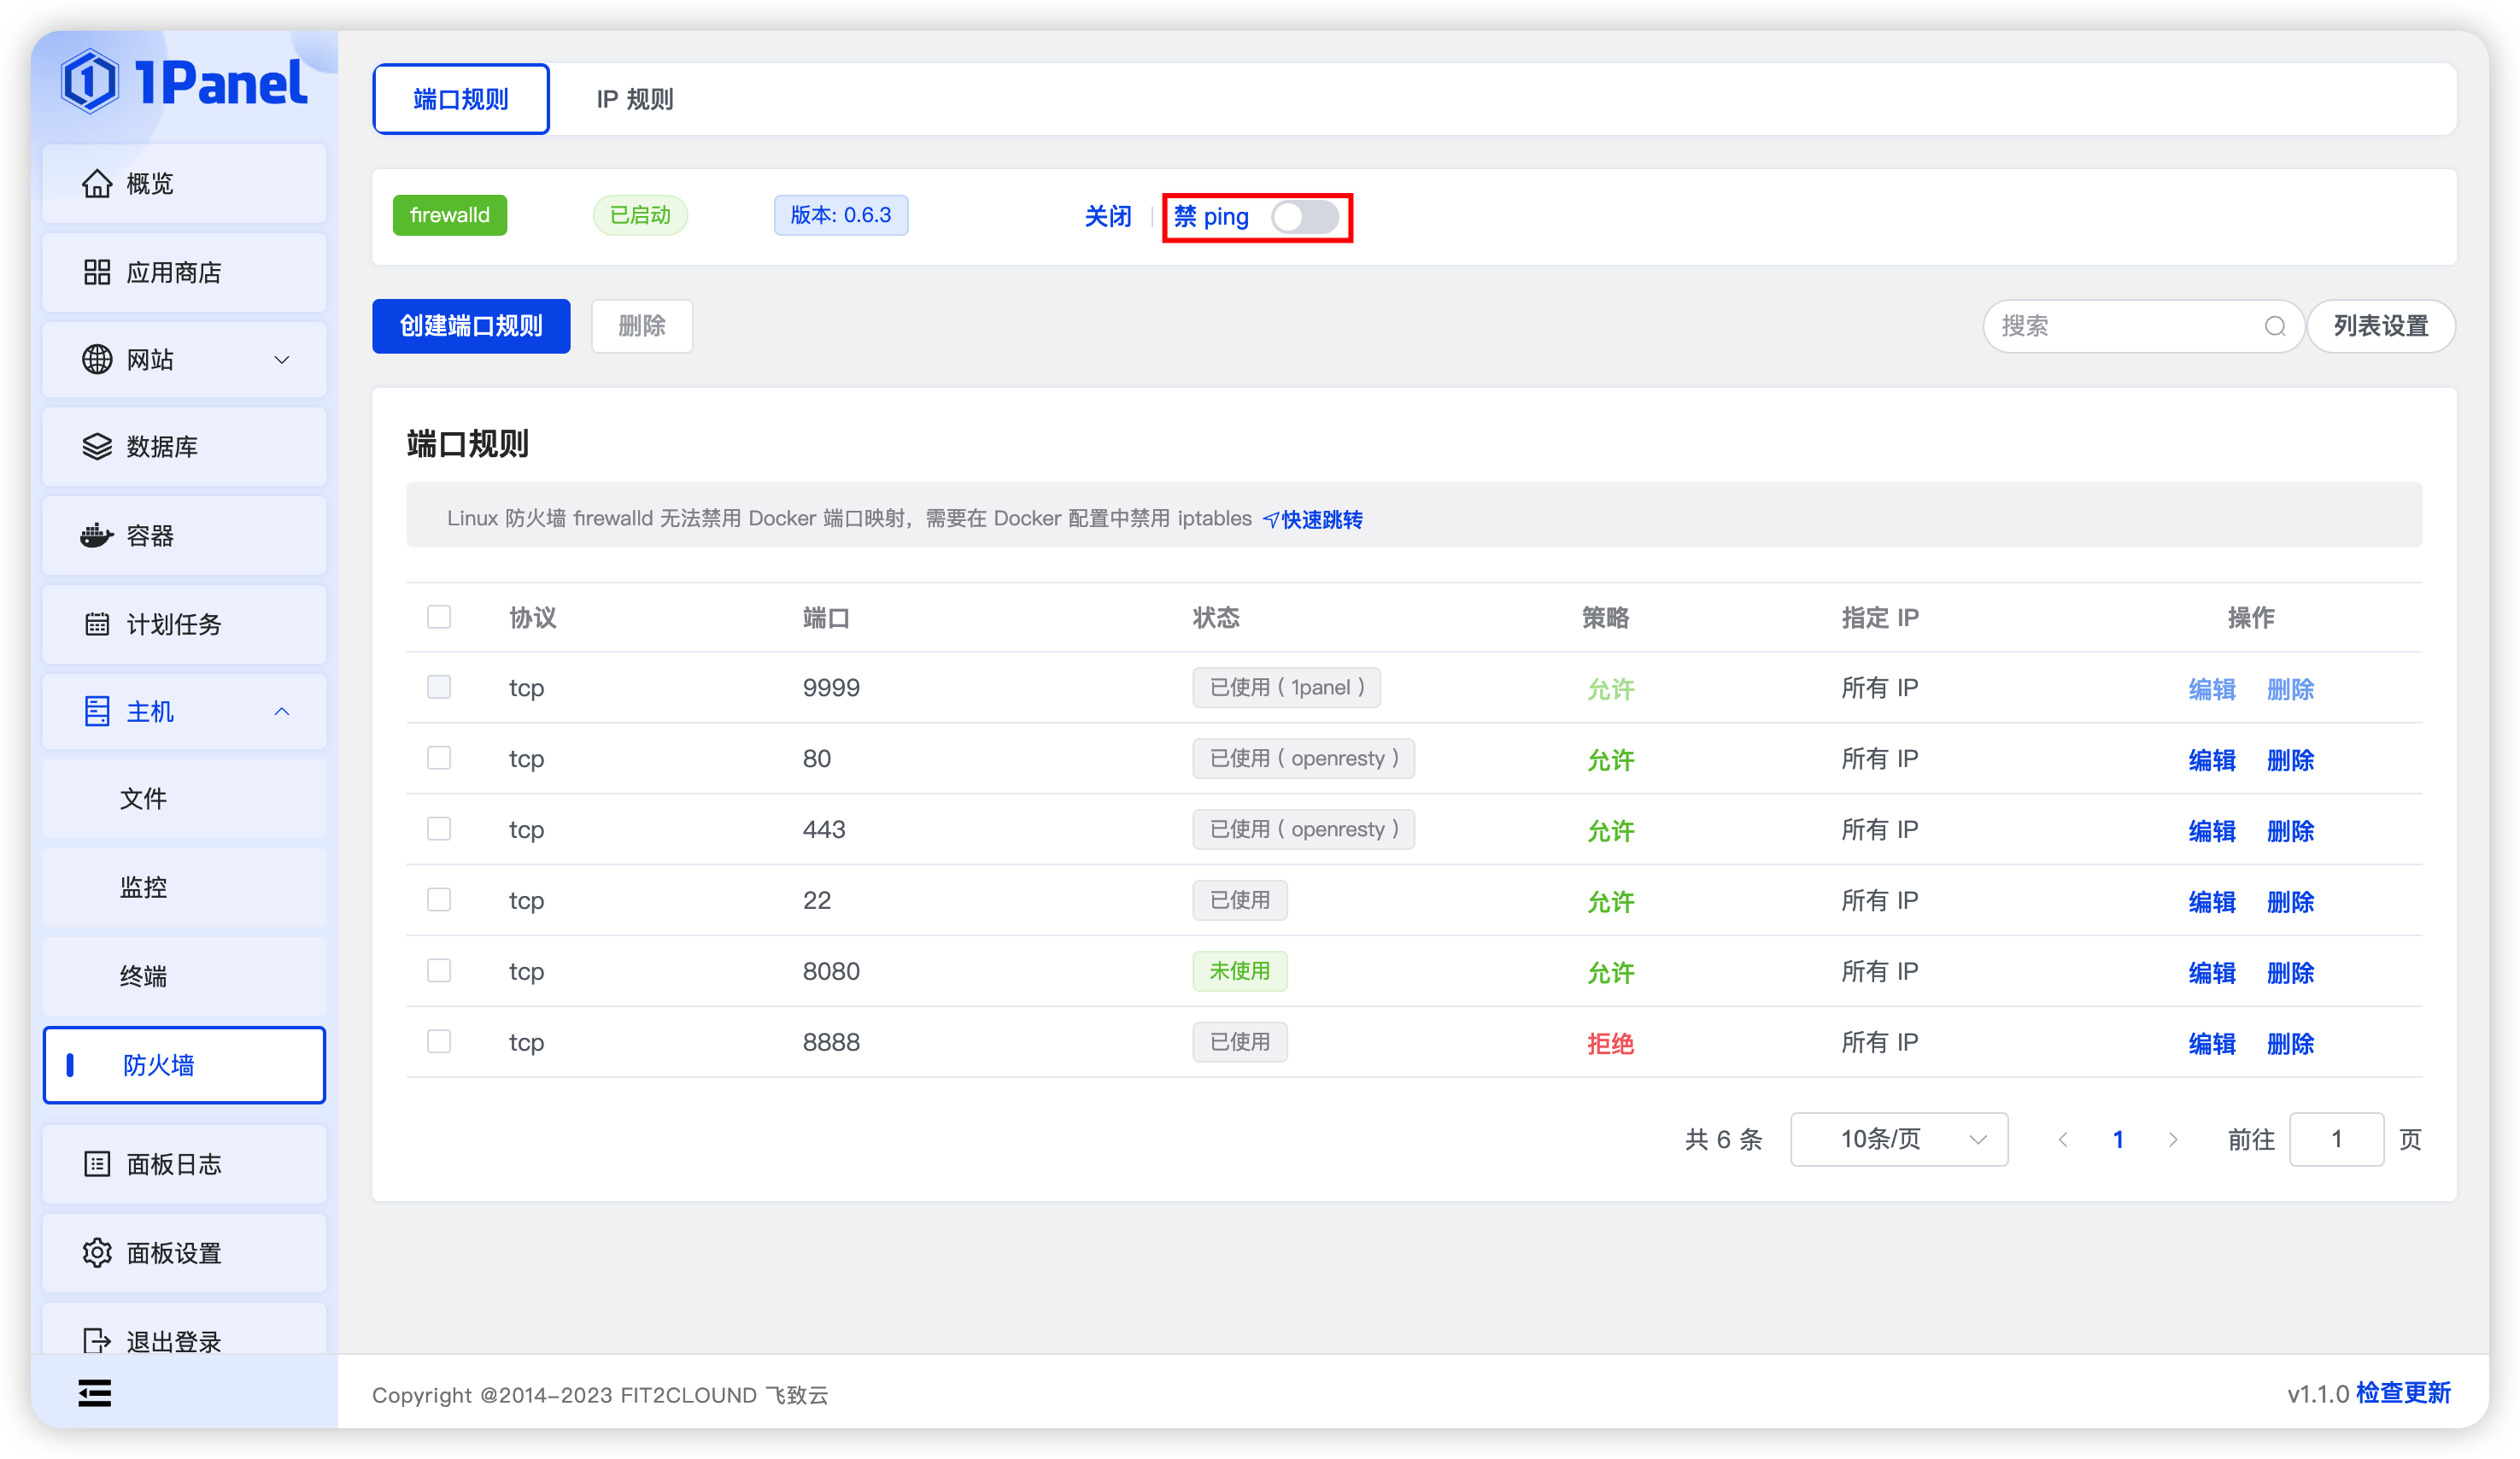 1Panel
概览
应用商店
网站
数据库
容器
计划任务
主机
文件
监控
终端
防火墙
面板日志
面板设置
退出登录
端口规则 IP 规则
firewalld 已启动 版本: 0.6.3 关闭 禁 ping
创建端口规则 删除 搜索 列表设置
端口规则
Linux 防火墙 firewalld 无法禁用 Docker 端口映射，需要在 Docker 配置中禁用 iptables 快速跳转
协议 端口 状态 策略 指定 IP 操作
tcp 9999 已使用 ( 1panel ) 允许 所有 IP 编辑 删除
tcp 80 已使用 ( openresty ) 允许 所有 IP 编辑 删除
tcp 443 已使用 ( openresty ) 允许 所有 IP 编辑 删除
tcp 22 已使用 允许 所有 IP 编辑 删除
tcp 8080 未使用 允许 所有 IP 编辑 删除
tcp 8888 已使用 拒绝 所有 IP 编辑 删除
共 6 条 10条/页 1 前往 1 页
Copyright @2014-2023 FIT2CLOUND 飞致云 v1.1.0 检查更新